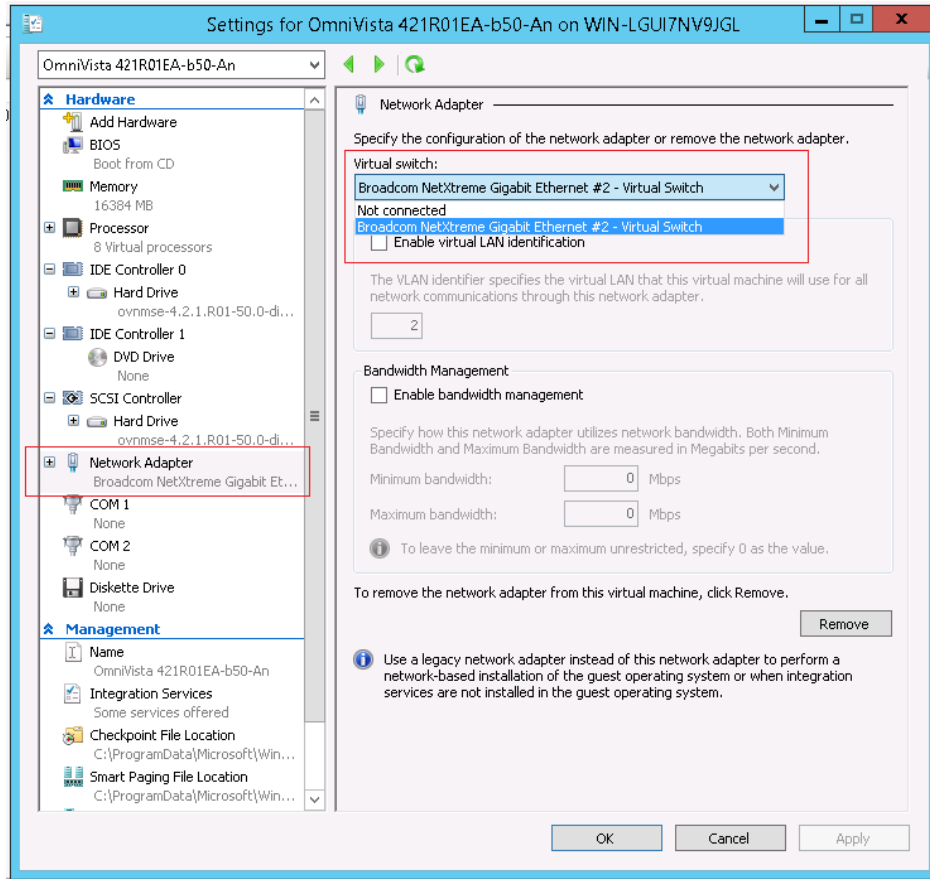 Settings for OmniVista 421R01EA-b50-An on WIN-LGUI7NV9JGL
OmniVista 421R01EA-b50-An
Hardware
Add Hardware
BIOS
Boot from CD
Memory
16384 MB
Processor
8 Virtual processors
IDE Controller 0
Hard Drive
ovnmse-4.2.1.R01-50.0-di...
IDE Controller 1
DVD Drive
None
SCSI Controller
Hard Drive
ovnmse-4.2.1.R01-50.0-di...
Network Adapter
Broadcom NetXtreme Gigabit Et...
COM 1
None
COM 2
None
Diskette Drive
None
Management
Name
OmniVista 421R01EA-b50-An
Integration Services
Some services offered
Checkpoint File Location
C:\ProgramData\Microsoft\Win...
Smart Paging File Location
C:\ProgramData\Microsoft\Win...
Network Adapter
Specify the configuration of the network adapter or remove the network adapter.
Virtual switch:
Broadcom NetXtreme Gigabit Ethernet #2 - Virtual Switch
Not connected
Broadcom NetXtreme Gigabit Ethernet #2 - Virtual Switch
Enable virtual LAN identification
The VLAN identifier specifies the virtual LAN that this virtual machine will use for all
network communications through this network adapter.
2
Bandwidth Management
Enable bandwidth management
Specify how this network adapter utilizes network bandwidth. Both Minimum
Bandwidth and Maximum Bandwidth are measured in Megabits per second.
Minimum bandwidth: 0 Mbps
Maximum bandwidth: 0 Mbps
To leave the minimum or maximum unrestricted, specify 0 as the value.
To remove the network adapter from this virtual machine, click Remove.
Remove
Use a legacy network adapter instead of this network adapter to perform a
network-based installation of the guest operating system or when integration
services are not installed in the guest operating system.
OK Cancel Apply